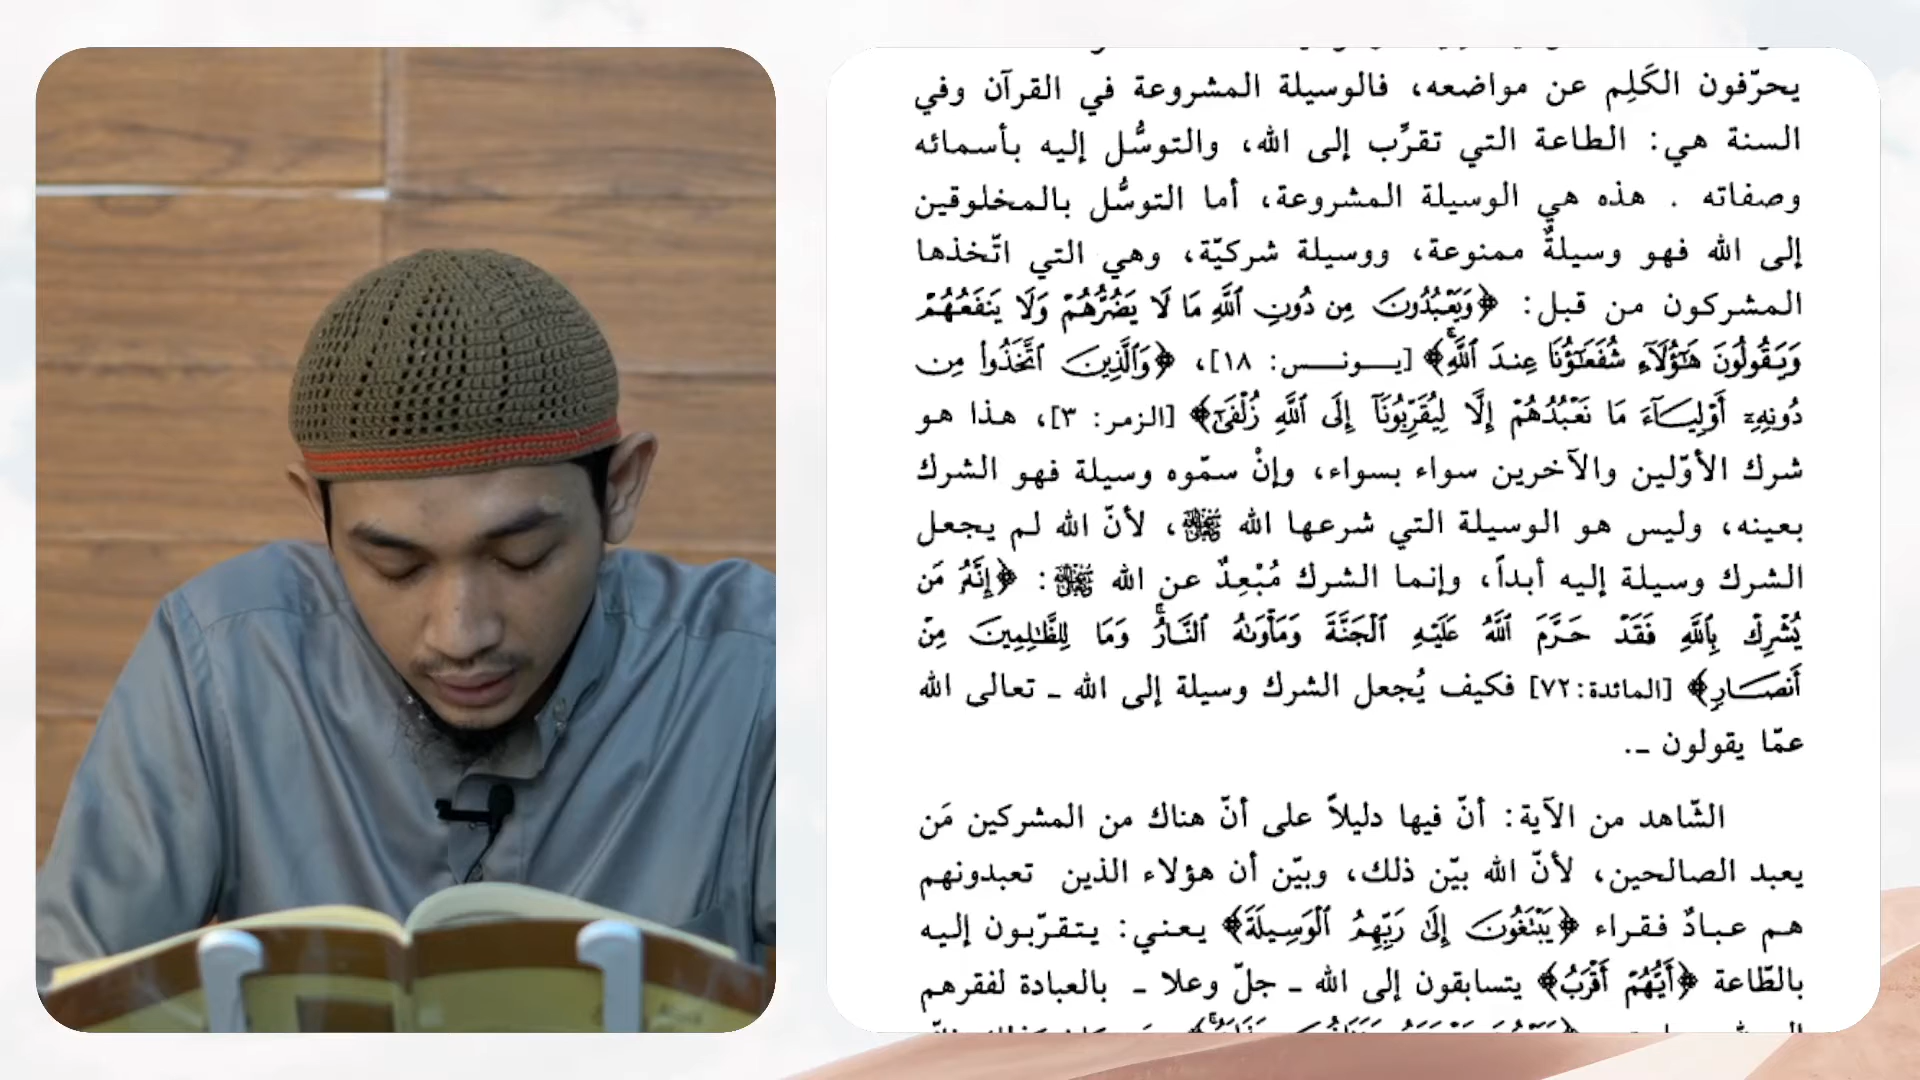 يحرّفون الكَلِم عن مواضعه، فالوسيلة المشروعة في القرآن وفي
السنة هي: الطاعة التي تقرِّب إلى الله، والتوسُّل إليه بأسمائه
وصفاته . هذه هي الوسيلة المشروعة، أما التوسُّل بالمخلوقين
إلى الله فهو وسيلةٌ ممنوعة، ووسيلة شركيّة، وهي التي اتّخذها
المشركون من قبل: ﴿وَيَعْبُدُونَ مِن دُونِ ٱللَّهِ مَا لَا يَضُرُّهُمْ وَلَا يَنفَعُهُمْ
وَيَقُولُونَ هَٰٓؤُلَآءِ شُفَعَٰٓؤُنَا عِندَ ٱللَّهِۚ﴾ [يونس: ١٨]، ﴿وَٱلَّذِينَ ٱتَّخَذُوا۟ مِن
دُونِهِۦٓ أَوْلِيَآءَ مَا نَعْبُدُهُمْ إِلَّا لِيُقَرِّبُونَآ إِلَى ٱللَّهِ زُلْفَىٰٓ﴾ [الزمر: ٣]، هذا هو
شرك الأوّلين والآخرين سواء بسواء، وإنْ سمّوه وسيلة فهو الشرك
بعينه، وليس هو الوسيلة التي شرعها الله ﷾، لأنّ الله لم يجعل
الشرك وسيلة إليه أبداً، وإنما الشرك مُبْعِدٌ عن الله ﷾: ﴿إِنَّهُۥ مَن
يُشْرِكْ بِٱللَّهِ فَقَدْ حَرَّمَ ٱللَّهُ عَلَيْهِ ٱلْجَنَّةَ وَمَأْوَىٰهُ ٱلنَّارُۖ وَمَا لِلظَّٰلِمِينَ مِنْ
أَنصَارٍ﴾ [المائدة: ٧٢] فكيف يُجعل الشرك وسيلة إلى الله ـ تعالى الله
عمّا يقولون ـ.
الشّاهد من الآية: أنّ فيها دليلاً على أنّ هناك من المشركين مَن
يعبد الصالحين، لأنّ الله بيّن ذلك، وبيّن أن هؤلاء الذين تعبدونهم
هم عبادٌ فقراء ﴿يَبْتَغُونَ إِلَىٰ رَبِّهِمُ ٱلْوَسِيلَةَ﴾ يعني: يتقرّبون إليه
بالطّاعة ﴿أَيُّهُمْ أَقْرَبُ﴾ يتسابقون إلى الله ـ جلّ وعلا ـ بالعبادة لفقرهم